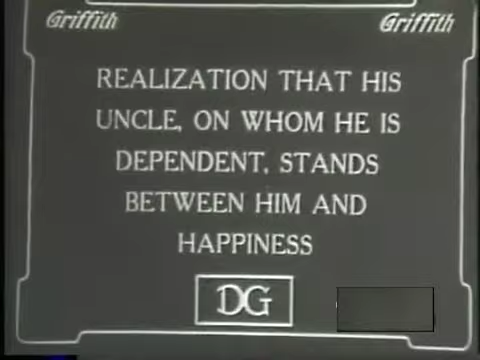 Griffith Griffith
REALIZATION THAT HIS
UNCLE, ON WHOM HE IS
DEPENDENT, STANDS
BETWEEN HIM AND
HAPPINESS
DG